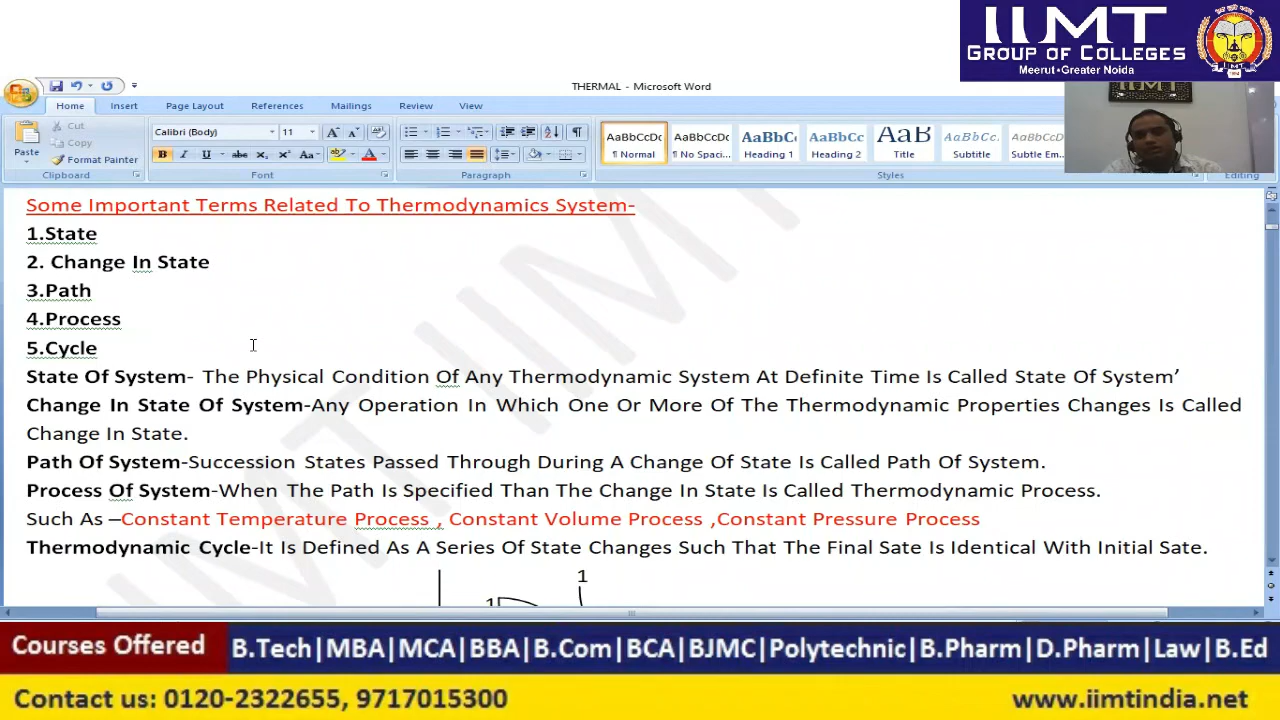 IIMT
GROUP OF COLLEGES
Meerut•Greater Noida
THERMAL - Microsoft Word
Home Insert Page Layout References Mailings Review View
Paste
Cut
Copy
Format Painter
Clipboard
Calibri (Body) 11
Font
Paragraph
AaBbCcDc AaBbCcDc AaBbCc AaBbCc AaB AaBbCc. AaBbCcDc
¶ Normal ¶ No Spaci... Heading 1 Heading 2 Title Subtitle Subtle Em...
Styles
Editing
IIMT
Some Important Terms Related To Thermodynamics System-
1.State
2. Change In State
3.Path
4.Process
5.Cycle
State Of System- The Physical Condition Of Any Thermodynamic System At Definite Time Is Called State Of System’
Change In State Of System-Any Operation In Which One Or More Of The Thermodynamic Properties Changes Is Called
Change In State.
Path Of System-Succession States Passed Through During A Change Of State Is Called Path Of System.
Process Of System-When The Path Is Specified Than The Change In State Is Called Thermodynamic Process.
Such As –Constant Temperature Process , Constant Volume Process ,Constant Pressure Process
Thermodynamic Cycle-It Is Defined As A Series Of State Changes Such That The Final Sate Is Identical With Initial Sate.
1
1
IIMT IIMT
Courses Offered
B.Tech|MBA|MCA|BBA|B.Com|BCA|BJMC|Polytechnic|B.Pharm|D.Pharm|Law|B.Ed
Contact us: 0120-2322655, 9717015300
www.iimtindia.net